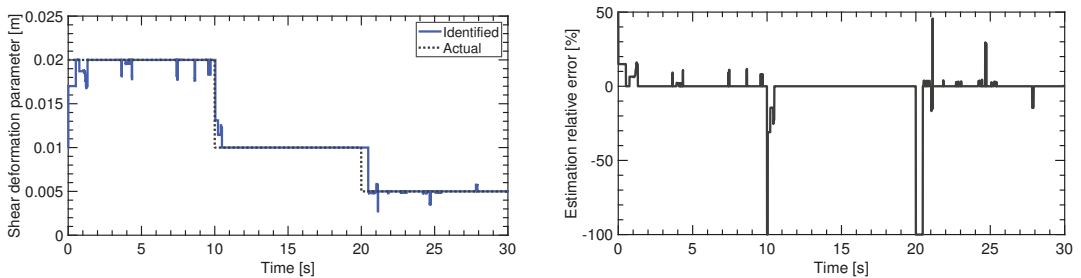 Shear deformation parameter [m]
0.025
0.02
0.015
0.01
0.005
0
Identified
Actual
0 5 10 15 20 25 30
Time [s]
Estimation relative error [%]
50
0
-50
-100
0 5 10 15 20 25 30
Time [s]